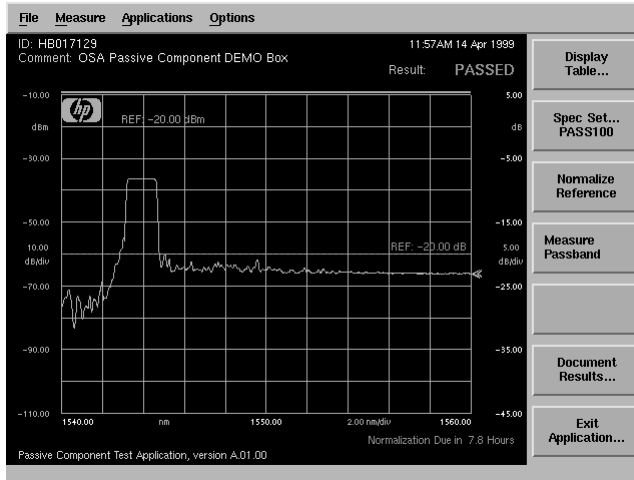 File Measure Applications Options
ID: HB017129 11:57AM 14 Apr 1999
Comment: OSA Passive Component DEMO Box
Result: PASSED
Display
Table...
-10.00 5.00
hp
REF: -20.00 dBm
dBm dB
Spec Set...
PASS100
-30.00 -5.00
Normalize
Reference
-50.00 -15.00
10.00 REF: -20.00 dB 5.00
dB/div dB/div
Measure
Passband
-70.00 -25.00
-90.00 -35.00
Document
Results...
-110.00 -45.00
1540.00 nm 1550.00 2.00 nm/div 1560.00
Normalization Due in 7.8 Hours
Exit
Application...
Passive Component Test Application, version A.01.00